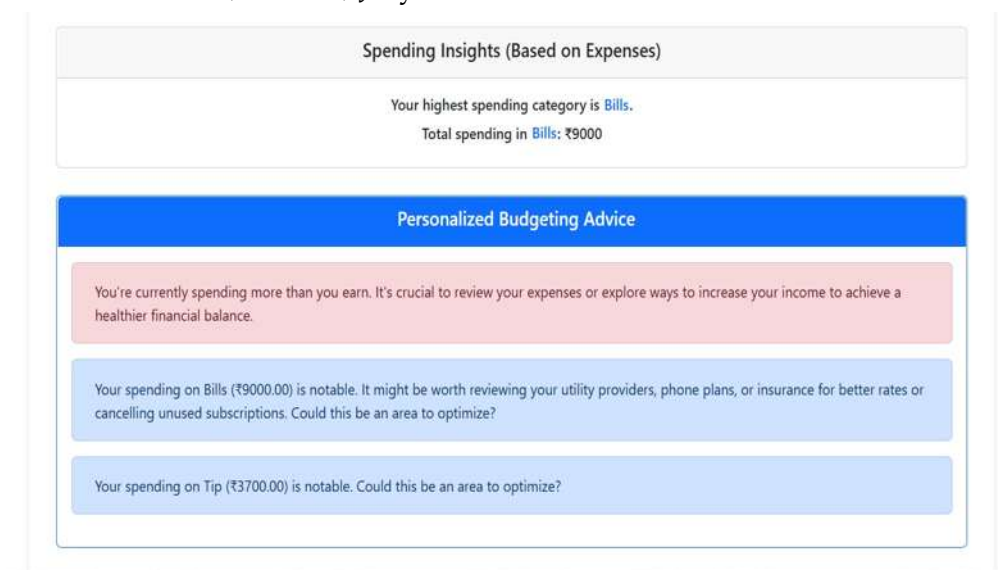 Spending Insights (Based on Expenses)
Your highest spending category is Bills.
Total spending in Bills: ₹9000
Personalized Budgeting Advice
You're currently spending more than you earn. It's crucial to review your expenses or explore ways to increase your income to achieve a
healthier financial balance.
Your spending on Bills (₹9000.00) is notable. It might be worth reviewing your utility providers, phone plans, or insurance for better rates or
cancelling unused subscriptions. Could this be an area to optimize?
Your spending on Tip (₹3700.00) is notable. Could this be an area to optimize?